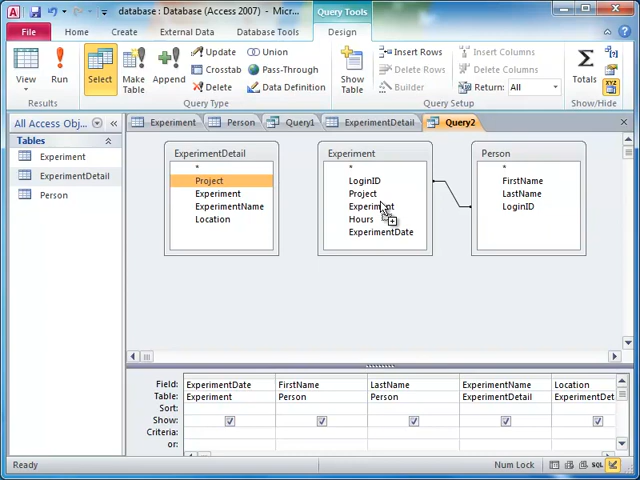 database : Database (Access 2007) - Micr... Query Tools
File Home Create External Data Database Tools Design
View Run Select Make Table Append Update Crosstab Delete Union Pass-Through Data Definition Show Table Insert Rows Delete Rows Builder Insert Columns Delete Columns Return: All Totals
Results Query Type Query Setup Show/Hide
All Access Obj...
Tables
Experiment
ExperimentDetail
Person
Experiment Person Query1 ExperimentDetail Query2
ExperimentDetail
*
Project
Experiment
ExperimentName
Location
Experiment
*
LoginID
Project
Experiment
Hours
ExperimentDate
Person
*
FirstName
LastName
LoginID
Field: ExperimentDate FirstName LastName ExperimentName Location
Table: Experiment Person Person ExperimentDetail ExperimentDet
Sort:
Show:
Criteria:
or:
Ready Num Lock SQL